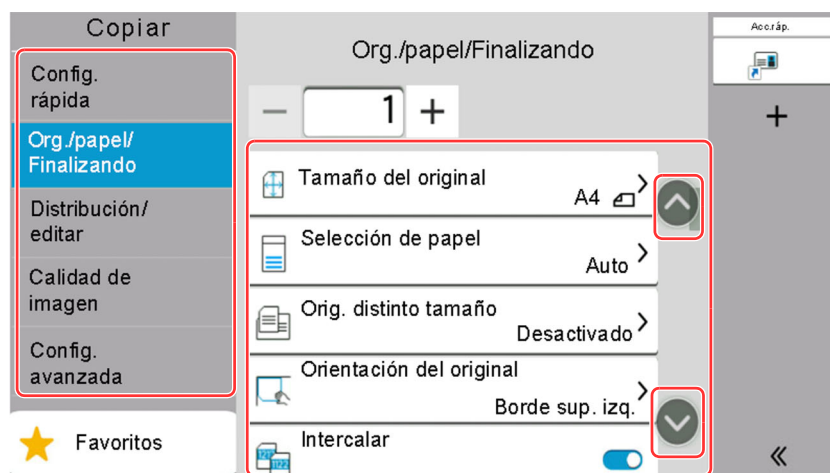 Copiar
Config.
rápida
Org./papel/
Finalizando
Distribución/
editar
Calidad de
imagen
Config.
avanzada
Favoritos
Org./papel/Finalizando
1
Tamaño del original
A4
Selección de papel
Auto
Orig. distinto tamaño
Desactivado
Orientación del original
Borde sup. izq.
Intercalar
Acc.ráp.